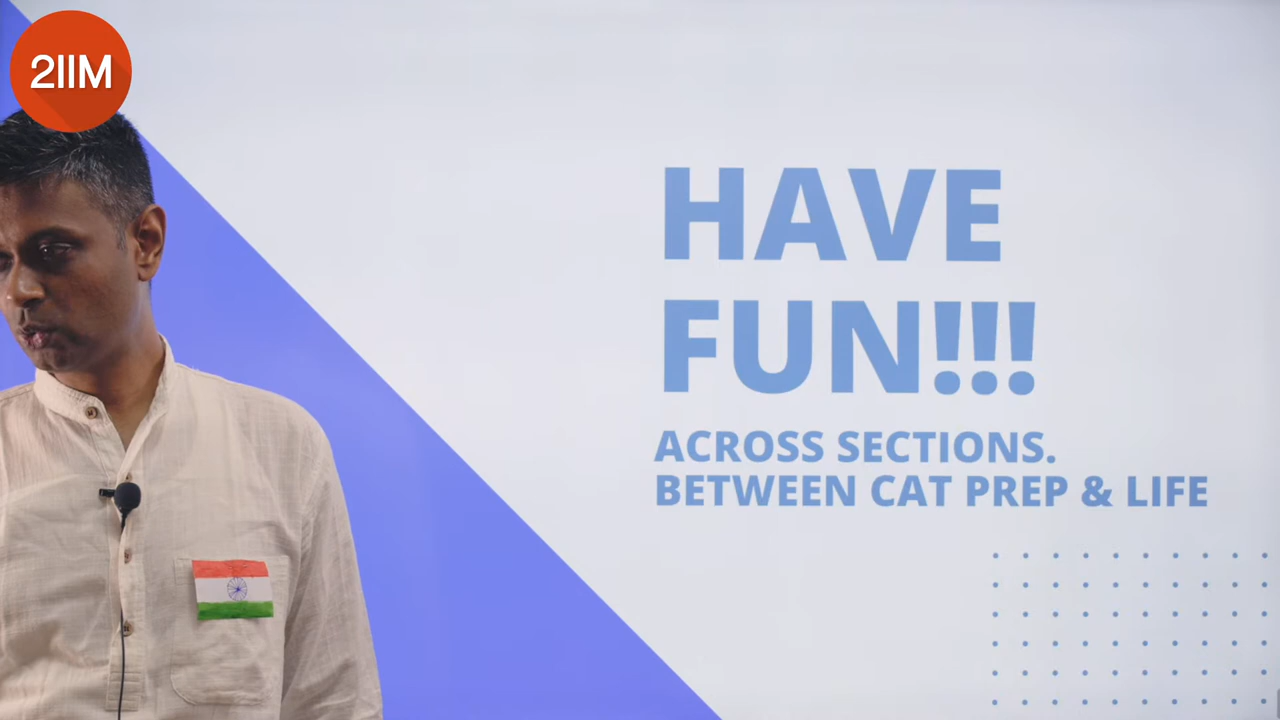 2IIM
HAVE
FUN!!!
ACROSS SECTIONS.
BETWEEN CAT PREP & LIFE